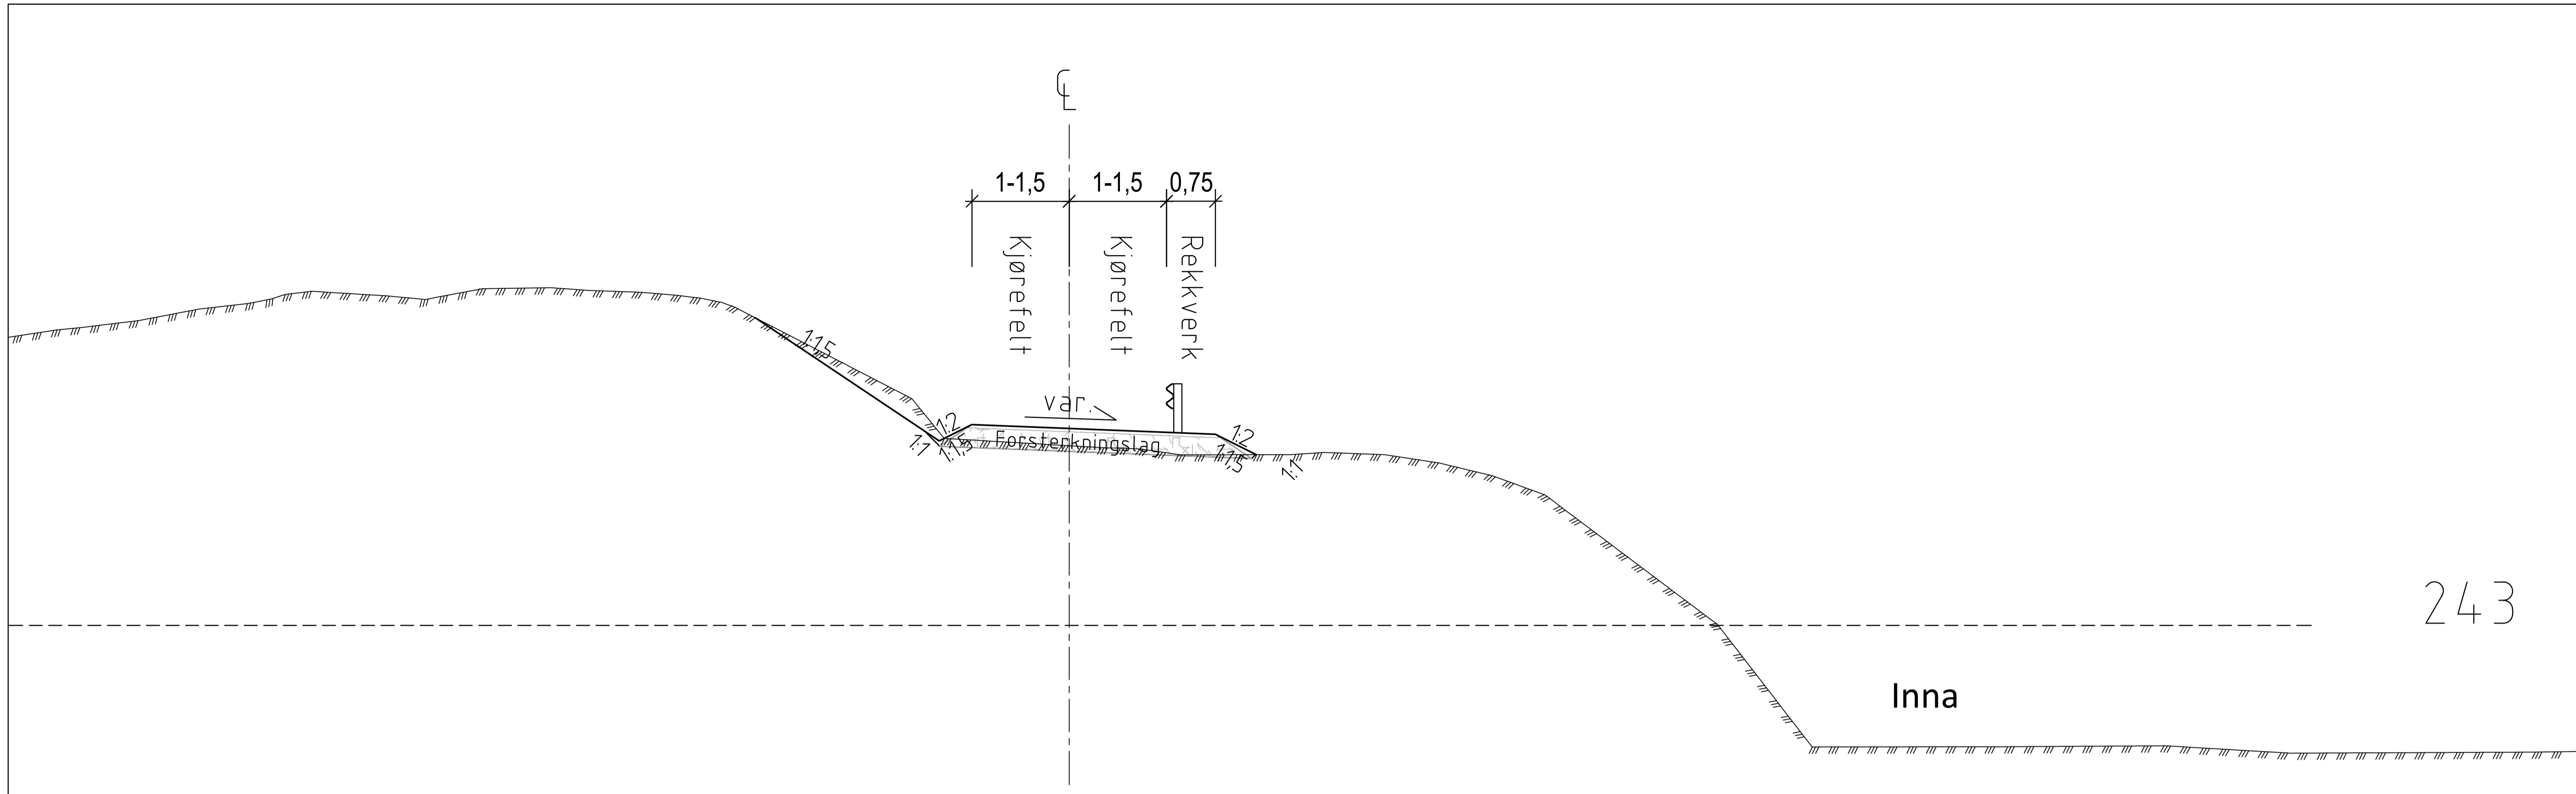 ℄
1-1,5
1-1,5
0,75
Kjørefelt
Kjørefelt
Rekkverk
1:1.5
var.
1:2
1:2
Forsterkningslag
1:1
1:1,5
1:1,5
1:1
243
Inna